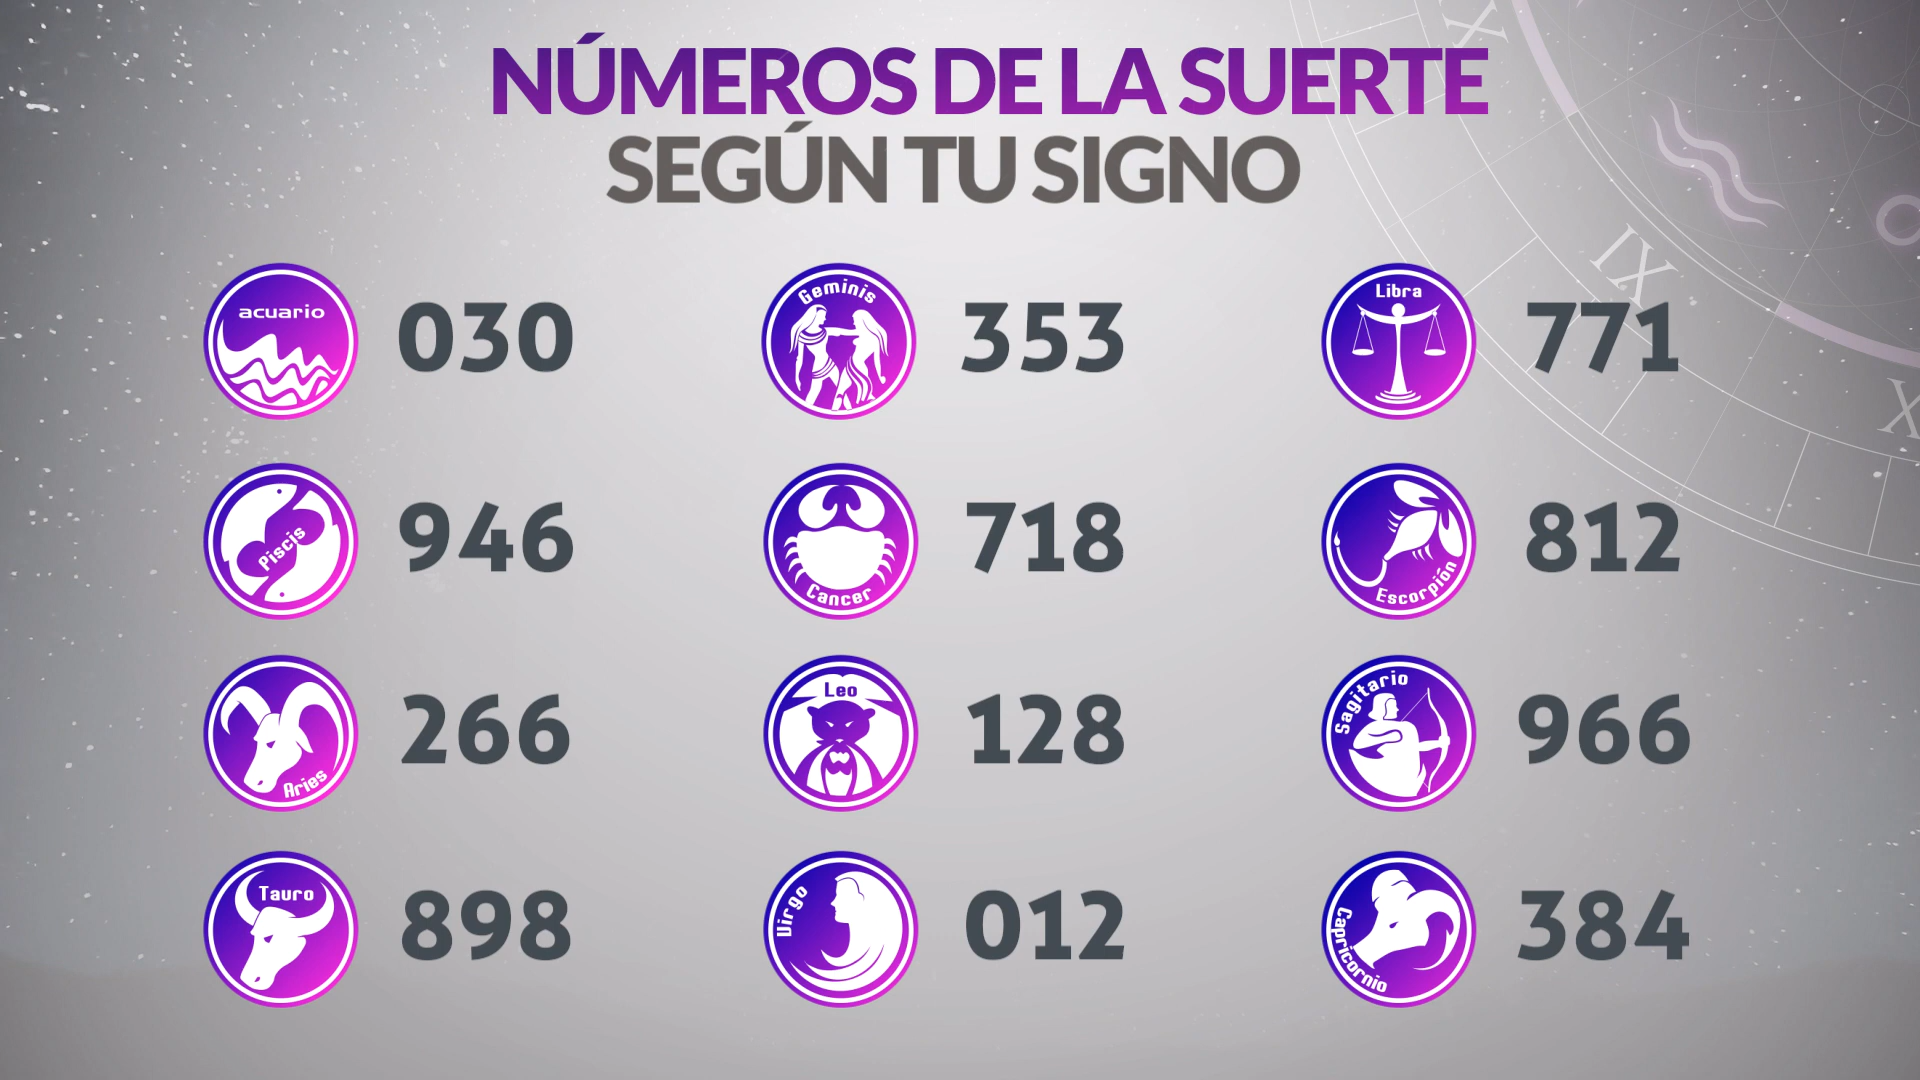 NÚMEROS DE LA SUERTE
SEGÚN TU SIGNO
acuario 030
Geminis 353
Libra 771
Piscis 946
Cancer 718
Escorpión 812
Aries 266
Leo 128
Sagitario 966
Tauro 898
Virgo 012
Capricornio 384
X
IX
X